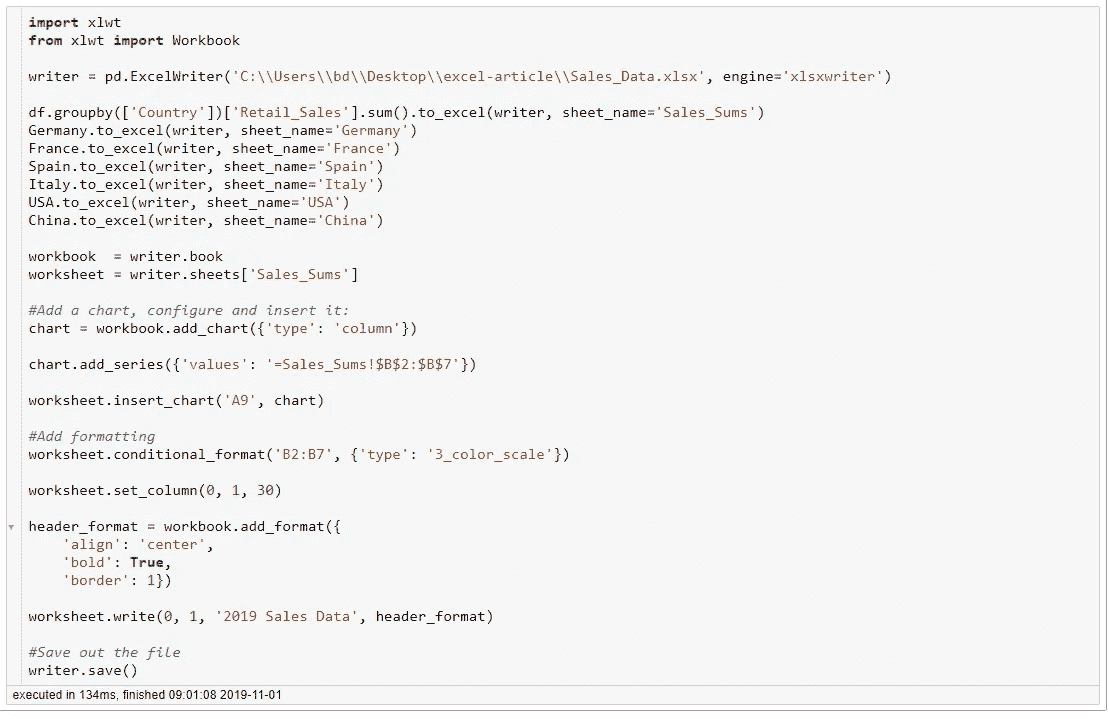 import xlwt
from xlwt import Workbook
writer = pd.ExcelWriter('C:\\Users\\bd\\Desktop\\excel-article\\Sales_Data.xlsx', engine='xlsxwriter')
df.groupby(['Country'])['Retail_Sales'].sum().to_excel(writer, sheet_name='Sales_Sums')
Germany.to_excel(writer, sheet_name='Germany')
France.to_excel(writer, sheet_name='France')
Spain.to_excel(writer, sheet_name='Spain')
Italy.to_excel(writer, sheet_name='Italy')
USA.to_excel(writer, sheet_name='USA')
China.to_excel(writer, sheet_name='China')
workbook  = writer.book
worksheet = writer.sheets['Sales_Sums']
#Add a chart, configure and insert it:
chart = workbook.add_chart({'type': 'column'})
chart.add_series({'values': '=Sales_Sums!$B$2:$B$7'})
worksheet.insert_chart('A9', chart)
#Add formatting
worksheet.conditional_format('B2:B7', {'type': '3_color_scale'})
worksheet.set_column(0, 1, 30)
header_format = workbook.add_format({
    'align': 'center',
    'bold': True,
    'border': 1})
worksheet.write(0, 1, '2019 Sales Data', header_format)
#Save out the file
writer.save()
executed in 134ms, finished 09:01:08 2019-11-01